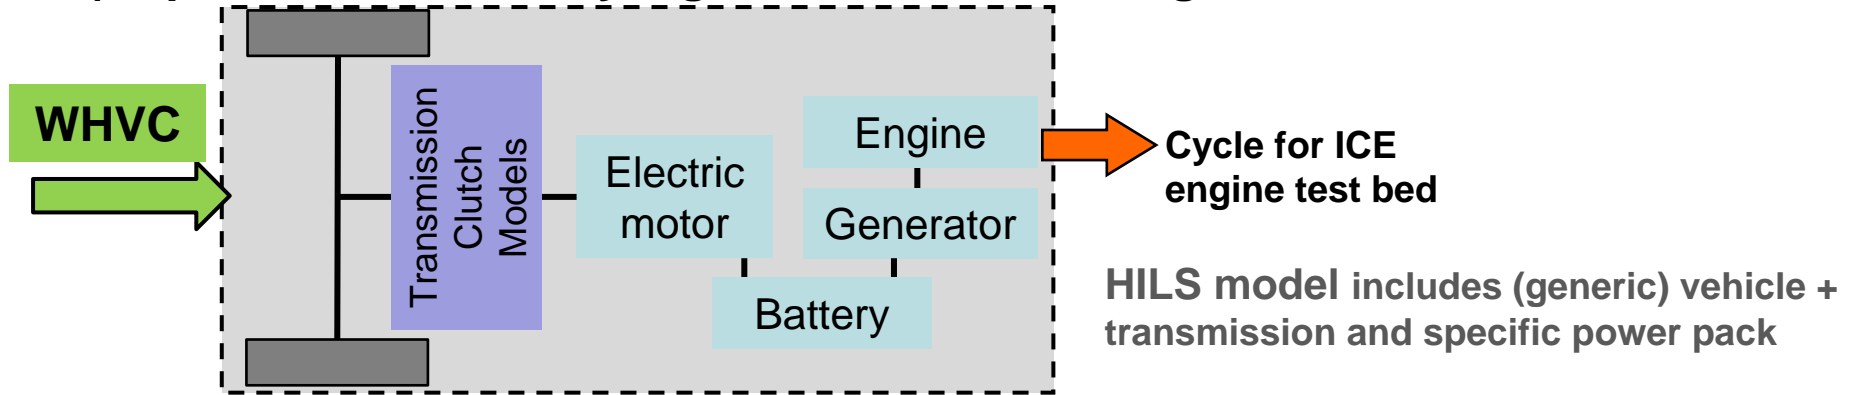 WHVC
Transmission
Clutch
Models
Electric
motor
Engine
Generator
Battery
Cycle for ICE
engine test bed
HILS model includes (generic) vehicle +
transmission and specific power pack